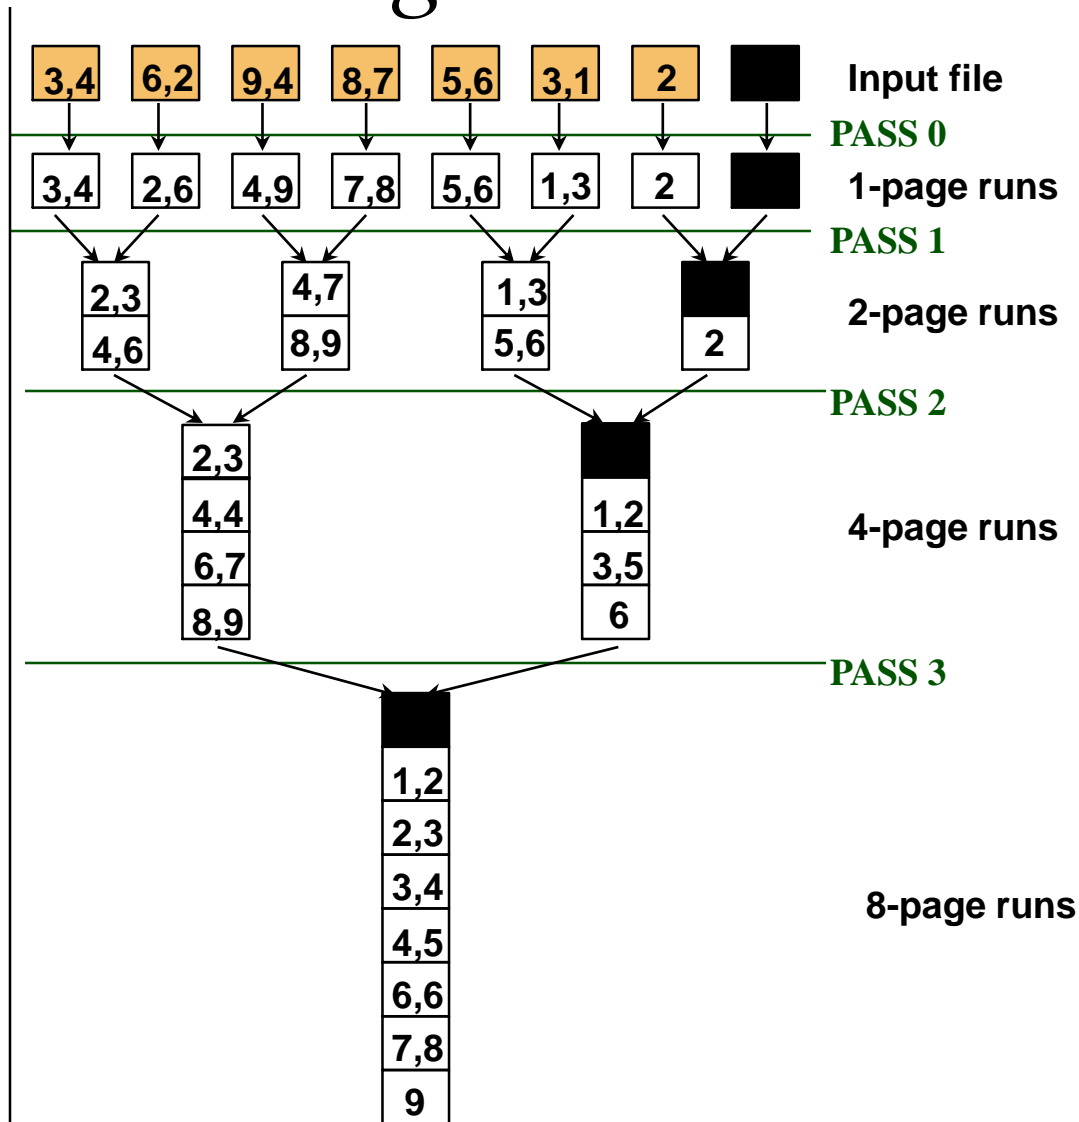 g
3,4 6,2 9,4 8,7 5,6 3,1 2 Input file
PASS 0
3,4 2,6 4,9 7,8 5,6 1,3 2 1-page runs
PASS 1
2,3 4,7 1,3
2-page runs
4,6 8,9 5,6 2
PASS 2
2,3
4,4 1,2
4-page runs
6,7 3,5
8,9 6
PASS 3
1,2
2,3
3,4
8-page runs
4,5
6,6
7,8
9